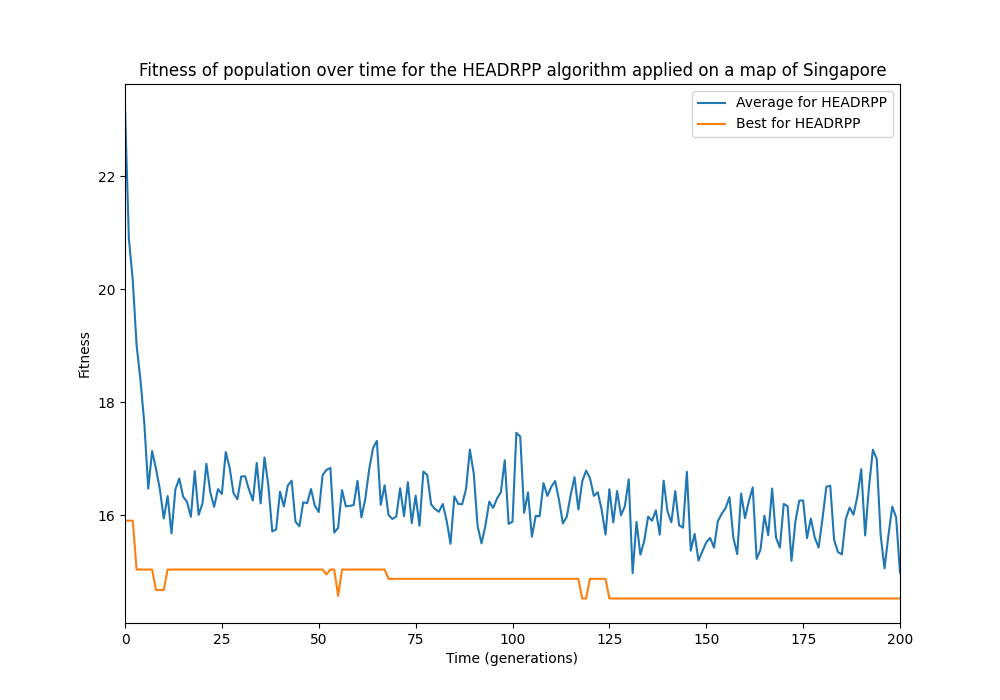 Fitness of population over time for the HEADRPP algorithm applied on a map of Singapore
Average for HEADRPP
Best for HEADRPP
22
20
18
16
Fitness
0 25 50 75 100 125 150 175 200
Time (generations)